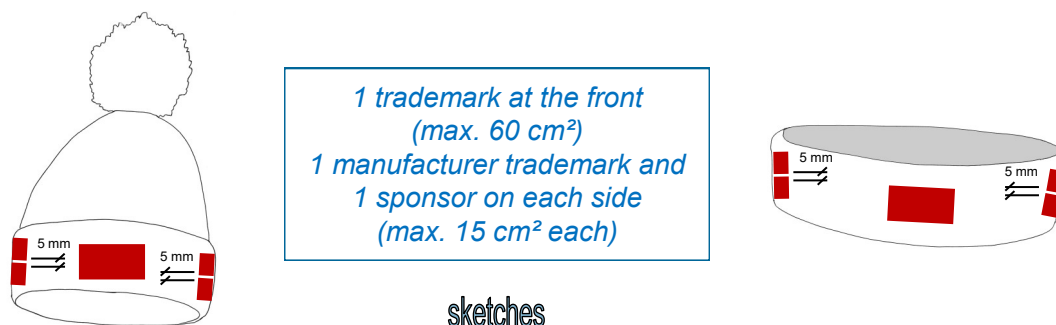 1 trademark at the front
(max. 60 cm²)
1 manufacturer trademark and
1 sponsor on each side
(max. 15 cm² each)
5 mm
5 mm
5 mm
5 mm
sketches